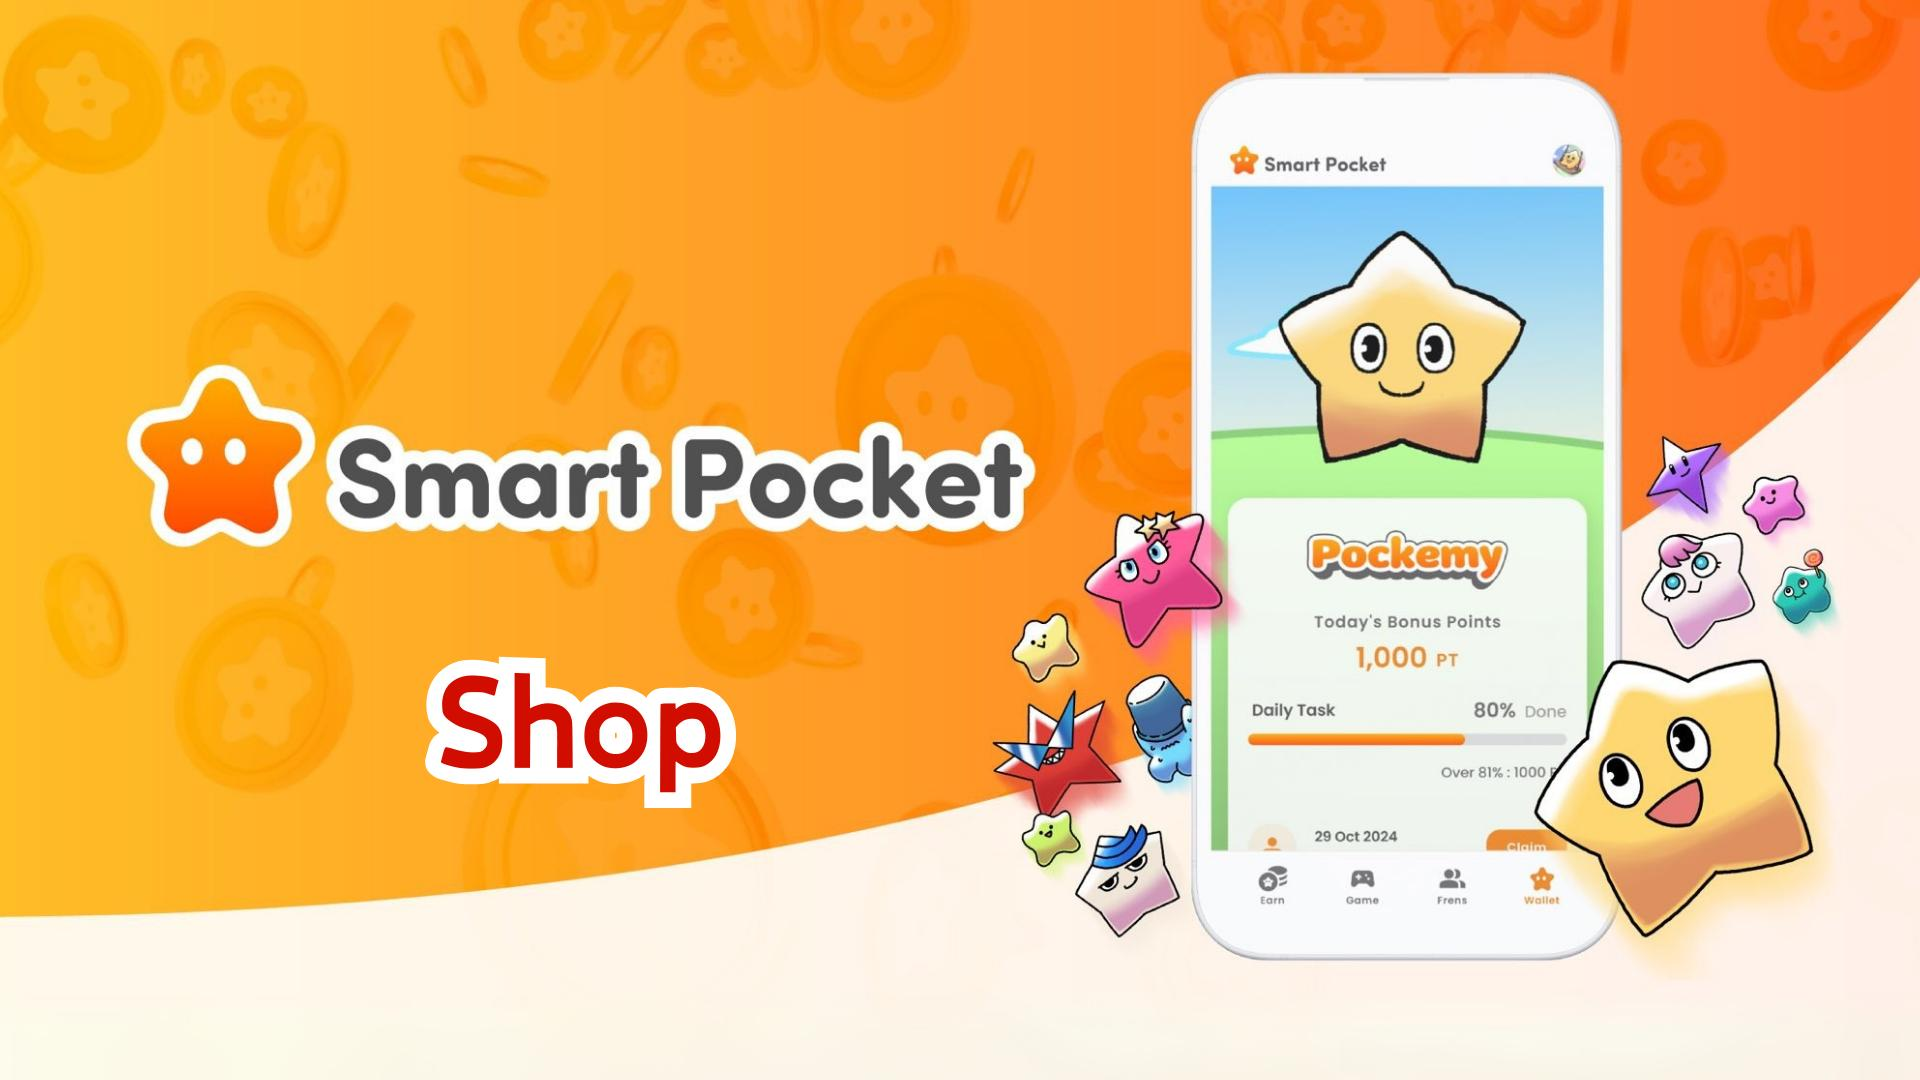 Smart Pocket
Shop
Smart Pocket
Pockemy
Today's Bonus Points
1,000 PT
Daily Task 80% Done
Over 81% : 1000
29 Oct 2024
Claim
Earn Game Frens Wallet